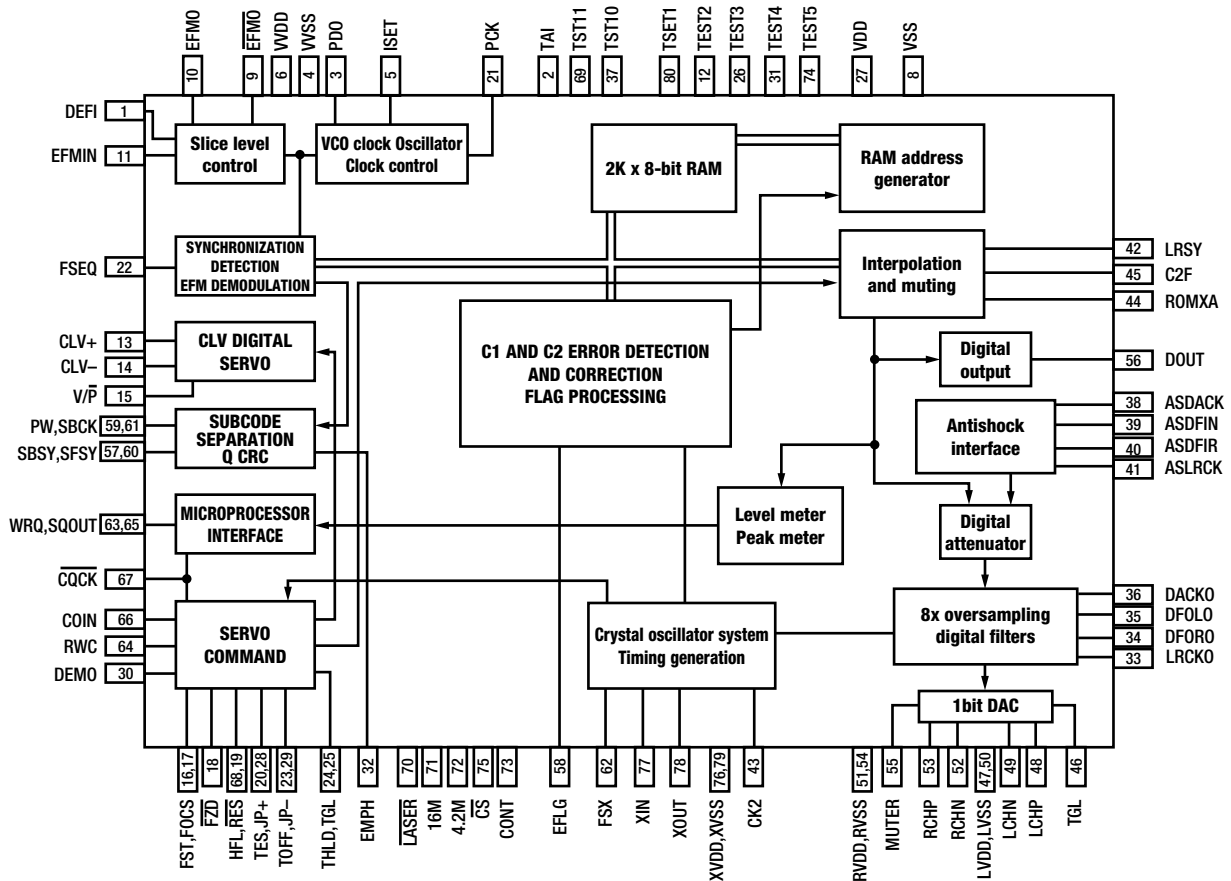 EFMO
EFMO
VVDD
VVSS
PDO
ISET
PCK
TAI
TST11
TST10
TSET1
TEST2
TEST3
TEST4
TEST5
VDD
VSS
10
9
6
4
3
5
21
2
69
37
80
12
26
31
74
27
8
DEFI 1
EFMIN 11
Slice level
control
VCO clock Oscillator
Clock control
2K x 8-bit RAM
RAM address
generator
FSEQ 22
SYNCHRONIZATION
DETECTION
EFM DEMODULATION
Interpolation
and muting
42 LRSY
45 C2F
44 ROMXA
CLV+ 13
CLV– 14
V/P 15
CLV DIGITAL
SERVO
C1 AND C2 ERROR DETECTION
AND CORRECTION
FLAG PROCESSING
Digital
output
56 DOUT
PW,SBCK 59,61
SBSY,SFSY 57,60
SUBCODE
SEPARATION
Q CRC
Antishock
interface
38 ASDACK
39 ASDFIN
40 ASDFIR
41 ASLRCK
WRQ,SQOUT 63,65
MICROPROCESSOR
INTERFACE
Level meter
Peak meter
Digital
attenuator
CQCK 67
COIN 66
RWC 64
DEMO 30
SERVO
COMMAND
Crystal oscillator system
Timing generation
8x oversampling
digital filters
36 DACKO
35 DFOLO
34 DFORO
33 LRCKO
1bit DAC
16,17
18
68,19
20,28
23,29
24,25
32
70
71
72
75
73
58
62
77
78
76,79
43
51,54
55
53
52
47,50
49
48
46
FST,FOCS
FZD
HFL,RES
TES,JP+
TOFF,JP–
THLD,TGL
EMPH
LASER
16M
4.2M
CS
CONT
EFLG
FSX
XIN
XOUT
XVDD,XVSS
CK2
RVDD,RVSS
MUTER
RCHP
RCHN
LVDD,LVSS
LCHN
LCHP
TGL